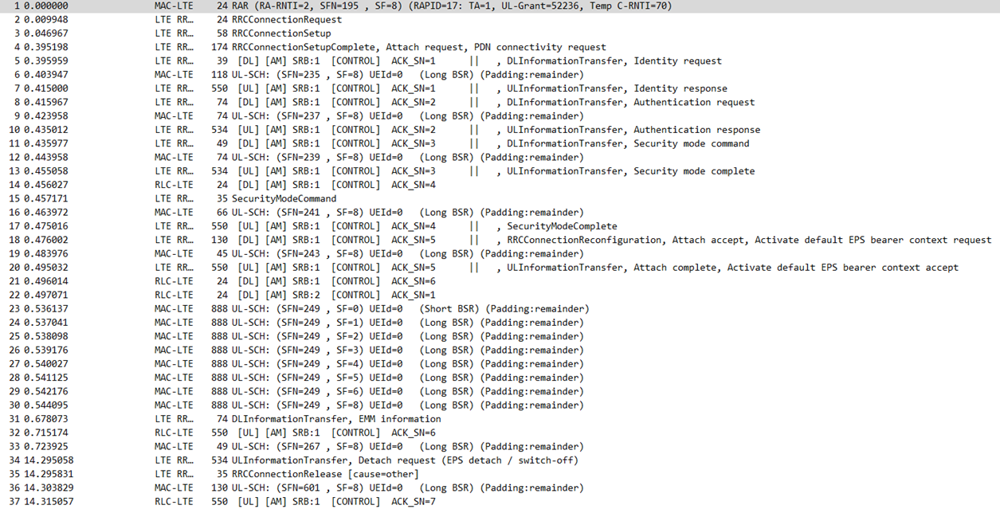 1 0.000000 MAC-LTE 24 RAR (RA-RNTI=2, SFN=195 , SF=8) (RAPID=17: TA=1, UL-Grant=52236, Temp C-RNTI=70)
2 0.009948 LTE RR… 24 RRCConnectionRequest
3 0.046967 LTE RR… 58 RRCConnectionSetup
4 0.395198 LTE RR… 174 RRCConnectionSetupComplete, Attach request, PDN connectivity request
5 0.395959 LTE RR… 39 [DL] [AM] SRB:1 [CONTROL] ACK_SN=1 || , DLInformationTransfer, Identity request
6 0.403947 MAC-LTE 118 UL-SCH: (SFN=235 , SF=8) UEId=0 (Long BSR) (Padding:remainder)
7 0.415000 LTE RR… 550 [UL] [AM] SRB:1 [CONTROL] ACK_SN=1 || , ULInformationTransfer, Identity response
8 0.415967 LTE RR… 74 [DL] [AM] SRB:1 [CONTROL] ACK_SN=2 || , DLInformationTransfer, Authentication request
9 0.423958 MAC-LTE 74 UL-SCH: (SFN=237 , SF=8) UEId=0 (Long BSR) (Padding:remainder)
10 0.435012 LTE RR… 534 [UL] [AM] SRB:1 [CONTROL] ACK_SN=2 || , ULInformationTransfer, Authentication response
11 0.435977 LTE RR… 49 [DL] [AM] SRB:1 [CONTROL] ACK_SN=3 || , DLInformationTransfer, Security mode command
12 0.443958 MAC-LTE 74 UL-SCH: (SFN=239 , SF=8) UEId=0 (Long BSR) (Padding:remainder)
13 0.455058 LTE RR… 534 [UL] [AM] SRB:1 [CONTROL] ACK_SN=3 || , ULInformationTransfer, Security mode complete
14 0.456027 RLC-LTE 24 [DL] [AM] SRB:1 [CONTROL] ACK_SN=4
15 0.457171 LTE RR… 35 SecurityModeCommand
16 0.463972 MAC-LTE 66 UL-SCH: (SFN=241 , SF=8) UEId=0 (Long BSR) (Padding:remainder)
17 0.475016 LTE RR… 550 [UL] [AM] SRB:1 [CONTROL] ACK_SN=4 || , SecurityModeComplete
18 0.476002 LTE RR… 130 [DL] [AM] SRB:1 [CONTROL] ACK_SN=5 || , RRCConnectionReconfiguration, Attach accept, Activate default EPS bearer context request
19 0.483976 MAC-LTE 45 UL-SCH: (SFN=243 , SF=8) UEId=0 (Long BSR) (Padding:remainder)
20 0.495032 LTE RR… 550 [UL] [AM] SRB:1 [CONTROL] ACK_SN=5 || , ULInformationTransfer, Attach complete, Activate default EPS bearer context accept
21 0.496014 RLC-LTE 24 [DL] [AM] SRB:1 [CONTROL] ACK_SN=6
22 0.497071 RLC-LTE 24 [DL] [AM] SRB:2 [CONTROL] ACK_SN=1
23 0.536137 MAC-LTE 888 UL-SCH: (SFN=249 , SF=0) UEId=0 (Short BSR) (Padding:remainder)
24 0.537041 MAC-LTE 888 UL-SCH: (SFN=249 , SF=1) UEId=0 (Long BSR) (Padding:remainder)
25 0.538098 MAC-LTE 888 UL-SCH: (SFN=249 , SF=2) UEId=0 (Long BSR) (Padding:remainder)
26 0.539176 MAC-LTE 888 UL-SCH: (SFN=249 , SF=3) UEId=0 (Long BSR) (Padding:remainder)
27 0.540027 MAC-LTE 888 UL-SCH: (SFN=249 , SF=4) UEId=0 (Long BSR) (Padding:remainder)
28 0.541125 MAC-LTE 888 UL-SCH: (SFN=249 , SF=5) UEId=0 (Long BSR) (Padding:remainder)
29 0.542176 MAC-LTE 888 UL-SCH: (SFN=249 , SF=6) UEId=0 (Long BSR) (Padding:remainder)
30 0.544095 MAC-LTE 888 UL-SCH: (SFN=249 , SF=8) UEId=0 (Long BSR) (Padding:remainder)
31 0.678073 LTE RR… 74 DLInformationTransfer, EMM information
32 0.715174 RLC-LTE 550 [UL] [AM] SRB:1 [CONTROL] ACK_SN=6
33 0.723925 MAC-LTE 49 UL-SCH: (SFN=267 , SF=8) UEId=0 (Long BSR) (Padding:remainder)
34 14.295058 LTE RR… 534 ULInformationTransfer, Detach request (EPS detach / switch-off)
35 14.295831 LTE RR… 35 RRCConnectionRelease [cause=other]
36 14.303829 MAC-LTE 130 UL-SCH: (SFN=601 , SF=8) UEId=0 (Long BSR) (Padding:remainder)
37 14.315057 RLC-LTE 550 [UL] [AM] SRB:1 [CONTROL] ACK_SN=7